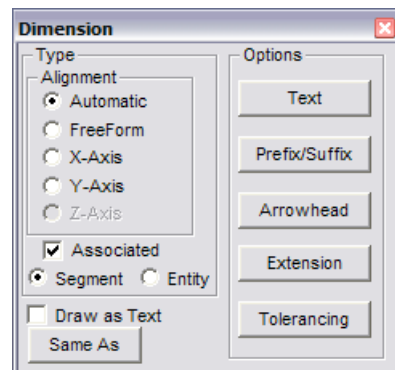 Dimension
Type
Alignment
Automatic
FreeForm
X-Axis
Y-Axis
Z-Axis
Associated
Segment Entity
Draw as Text
Same As
Options
Text
Prefix/Suffix
Arrowhead
Extension
Tolerancing